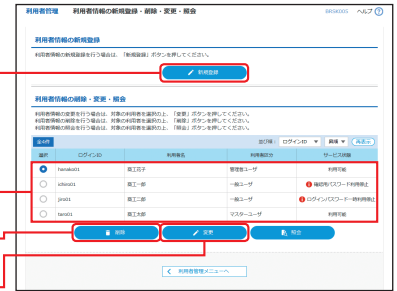 利用者管理 利用者情報の新規登録・削除・変更・照会 BRSK005 ヘルプ ?
利用者情報の新規登録
利用者情報の新規登録を行う場合は、「新規登録」ボタンを押してください。
新規登録
利用者情報の削除・変更・照会
利用者情報の変更を行う場合は、対象の利用者を選択の上、「変更」ボタンを押してください。
利用者情報の削除を行う場合は、対象の利用者を選択の上、「削除」ボタンを押してください。
利用者情報の照会を行う場合は、対象の利用者を選択の上、「照会」ボタンを押してください。
全4件 並び順： ログインID 昇順 再表示
選択 ログインID 利用者名 利用者区分 サービス状態
hanako01 商工花子 管理者ユーザ 利用可能
ichiro01 商工一郎 一般ユーザ 確認用パスワード利用停止
jiro01 商工二郎 一般ユーザ ログインパスワード一時利用停止
taro01 商工太郎 マスターユーザ 利用可能
削除 変更 照会
利用者管理メニューへ